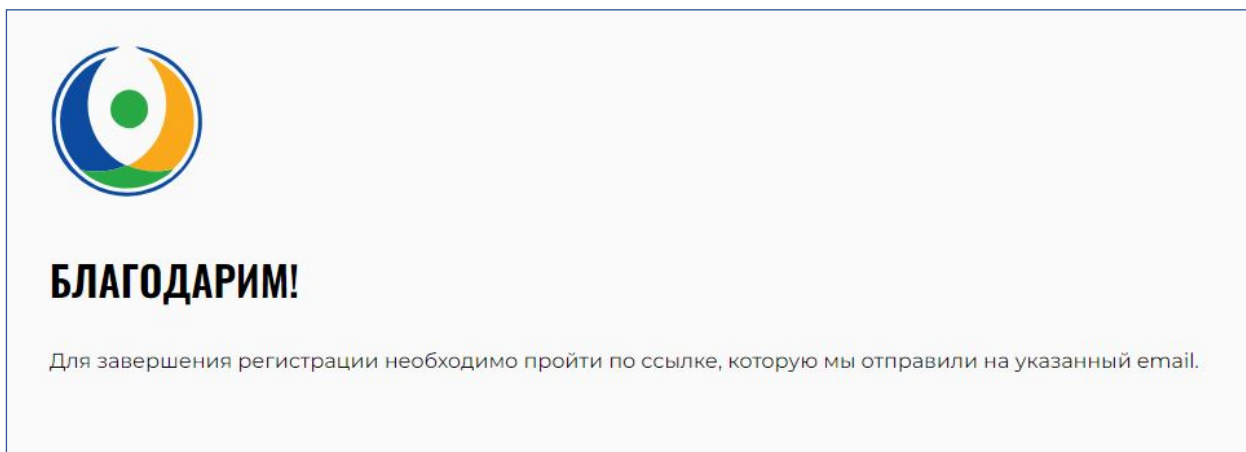 БЛАГОДАРИМ!
Для завершения регистрации необходимо пройти по ссылке, которую мы отправили на указанный email.